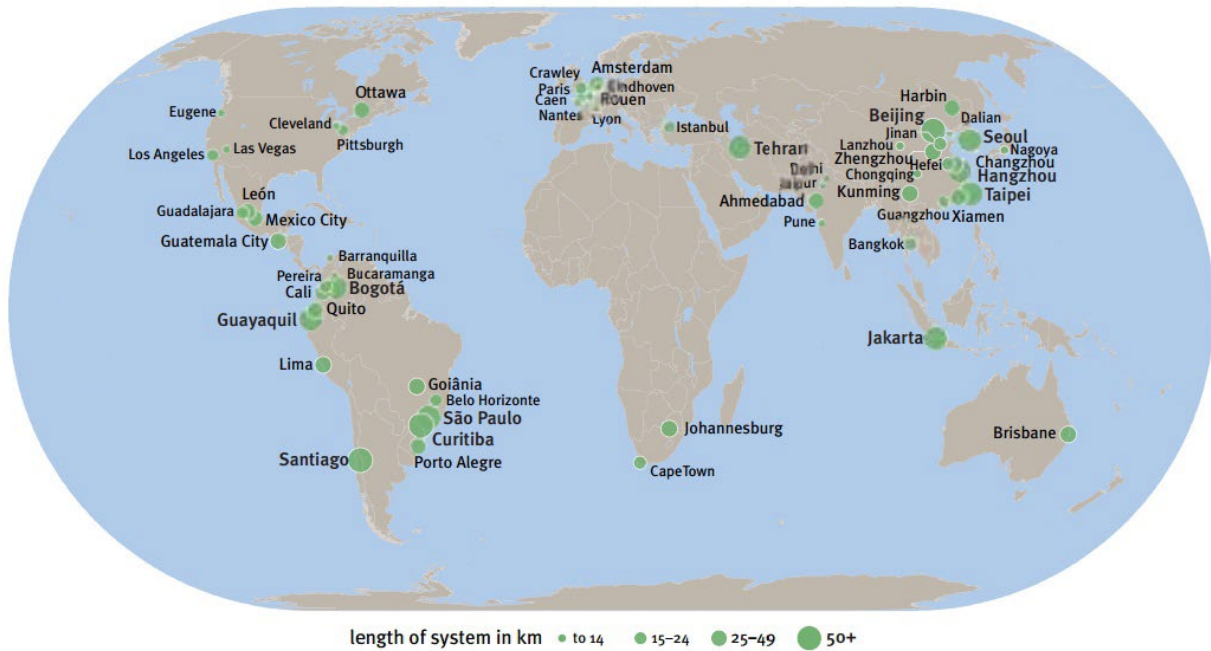 Crawley
Amsterdam
Paris
Caen
Rouen
Nantes
Lyon
Istanbul
Ottawa
Eugene
Cleveland
Pittsburgh
Los Angeles
Las Vegas
León
Guadalajara
Mexico City
Guatemala City
Barranquilla
Pereira
Bucaramanga
Cali
Bogotá
Quito
Guayaquil
Lima
Goiânia
Belo Horizonte
São Paulo
Curitiba
Porto Alegre
Santiago
Johannesburg
CapeTown
Tehran
Ahmedabad
Pune
Harbin
Beijing
Dalian
Jinan
Seoul
Lanzhou
Nagoya
Zhengzhou
Hefei
Changzhou
Chongqing
Hangzhou
Kunming
Taipei
Guangzhou
Xiamen
Bangkok
Jakarta
Brisbane
length of system in km to 14 15–24 25–49 50+